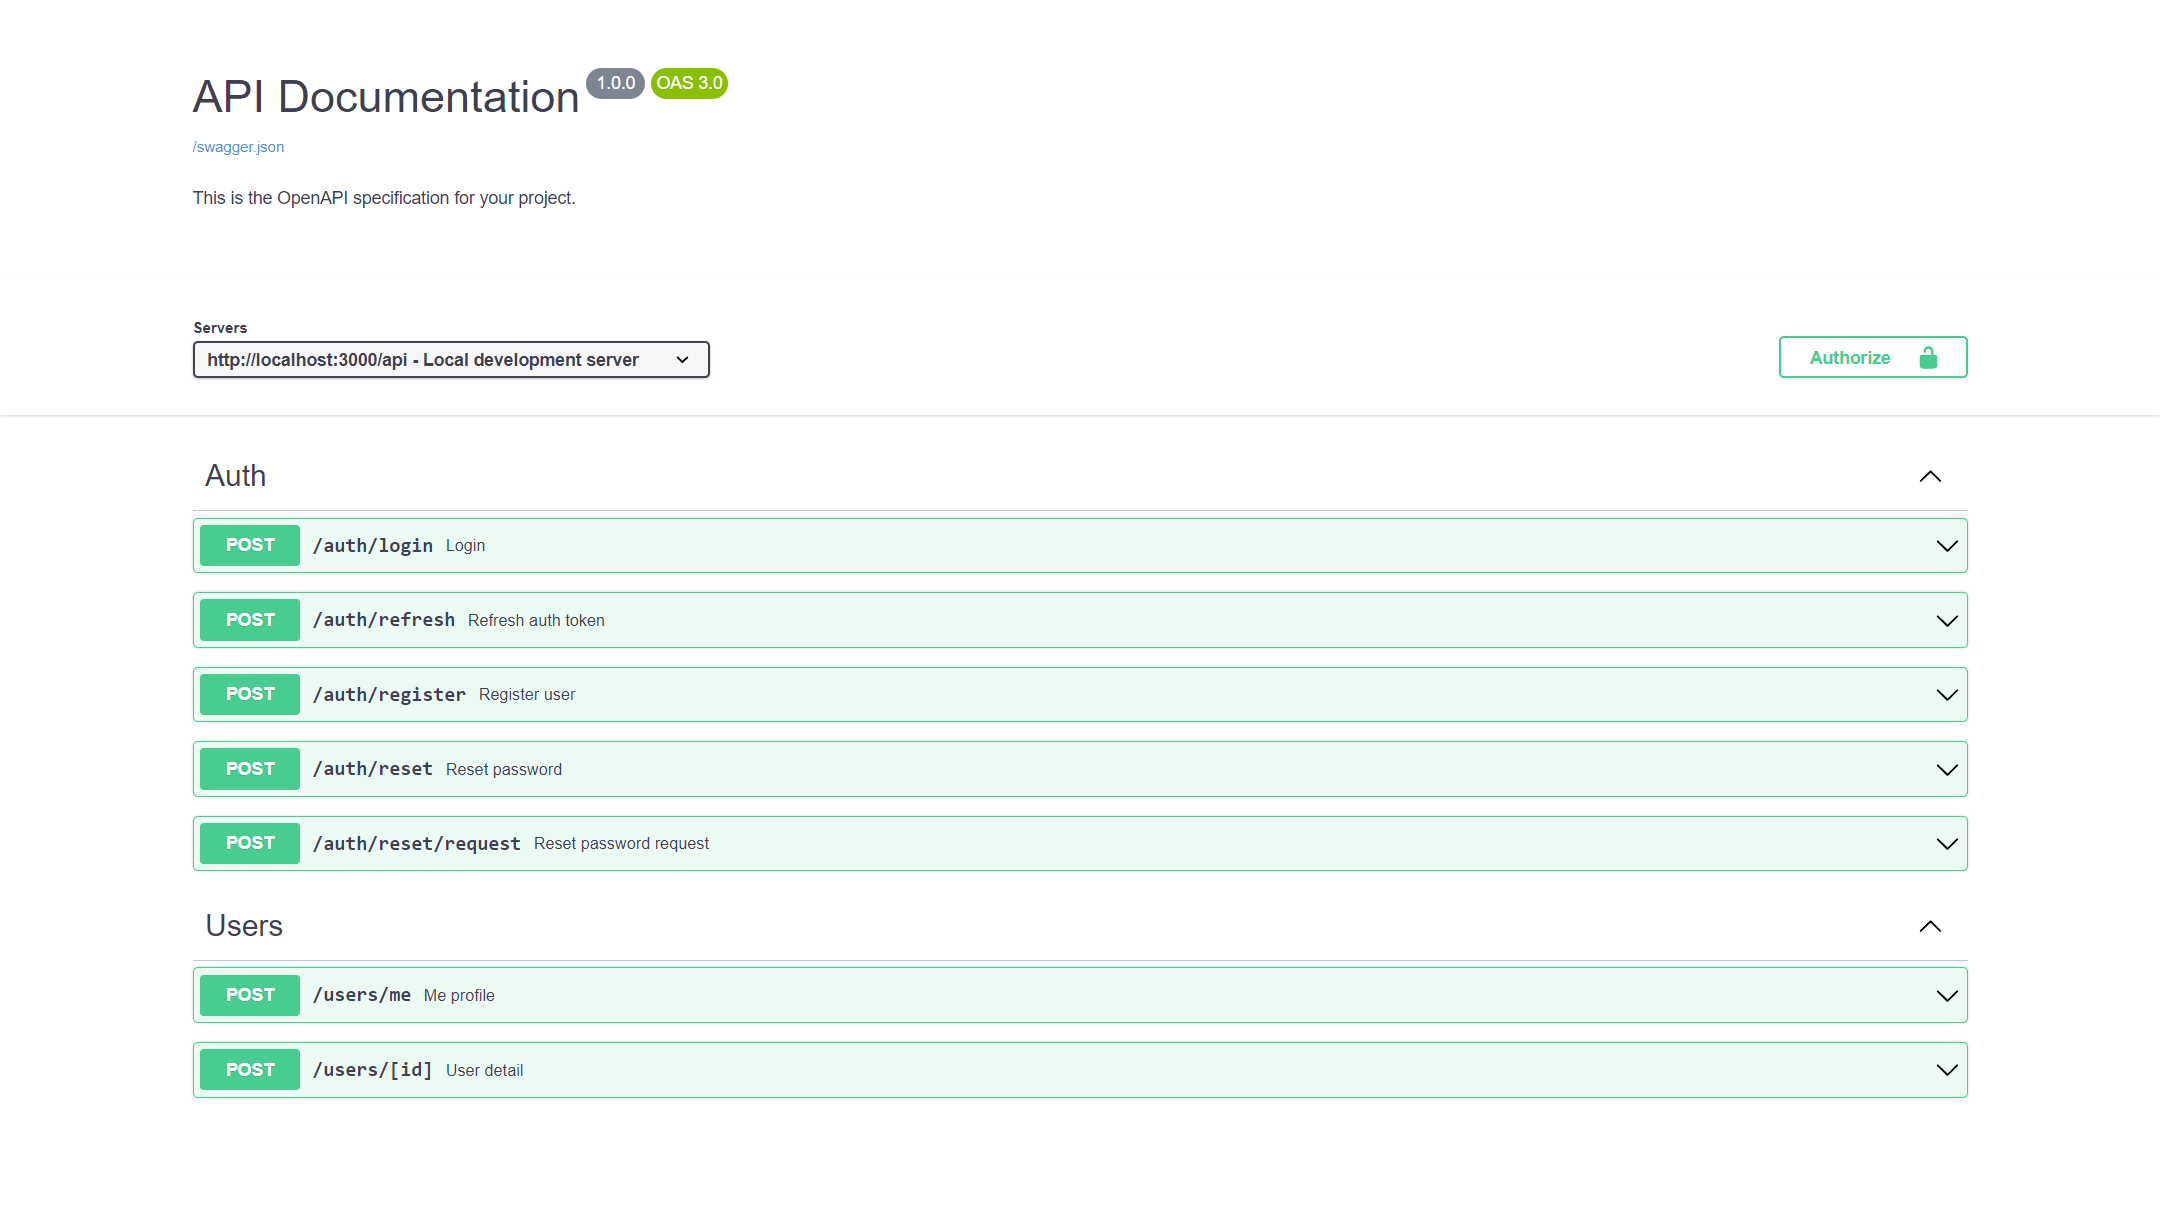 API Documentation 1.0.0 OAS 3.0
/swagger.json
This is the OpenAPI specification for your project.
Servers
http://localhost:3000/api - Local development server
Authorize
Auth
POST /auth/login Login
POST /auth/refresh Refresh auth token
POST /auth/register Register user
POST /auth/reset Reset password
POST /auth/reset/request Reset password request
Users
POST /users/me Me profile
POST /users/[id] User detail